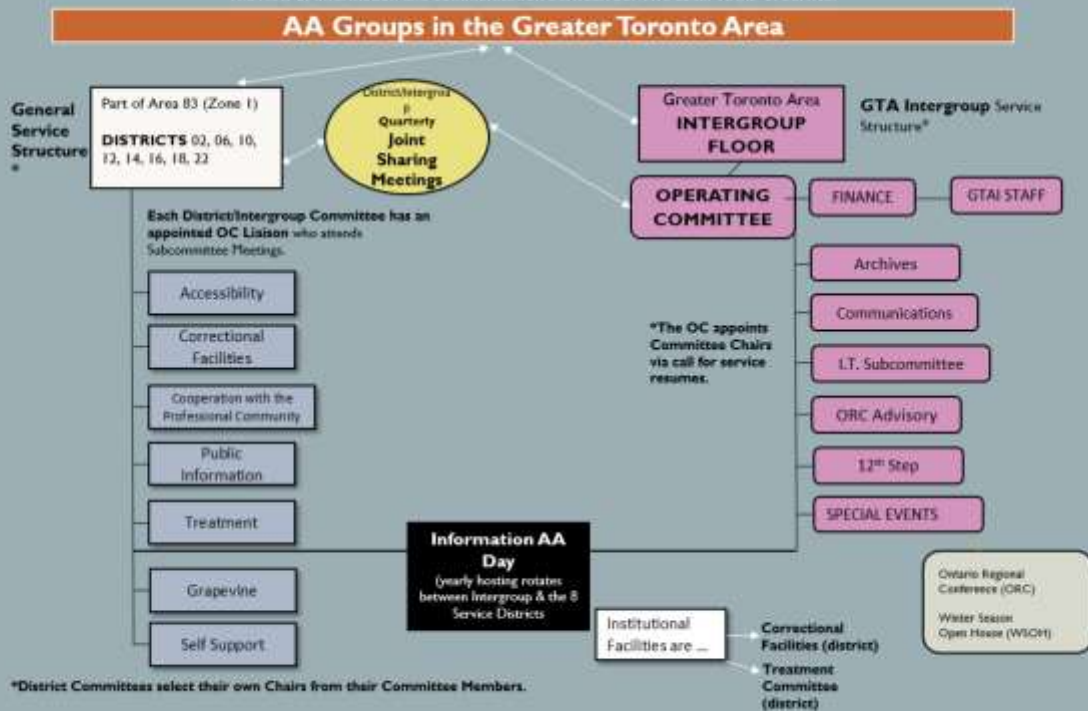 AA Groups in the Greater Toronto Area
General
Service
Structure
*
Part of Area 83 (Zone 1)
DISTRICTS 02, 06, 10,
12, 14, 16, 18, 22
District/Intergrou
p
Quarterly
Joint
Sharing
Meetings
Greater Toronto Area
INTERGROUP
FLOOR
GTA Intergroup Service
Structure*
OPERATING
COMMITTEE
FINANCE
GTAI STAFF
Each District/Intergroup Committee has an
appointed OC Liaison who attends
Subcommittee Meetings.
Accessibility
Correctional
Facilities
Cooperation with the
Professional Community
Public
Information
Treatment
Grapevine
Self Support
*The OC appoints
Committee Chairs
via call for service
resumes.
Archives
Communications
I.T. Subcommittee
ORC Advisory
12th Step
SPECIAL EVENTS
Information AA
Day
(yearly hosting rotates
between Intergroup & the 8
Service Districts
Ontario Regional
Conference (ORC)
Winter Season
Open House (WSOH)
Institutional
Facilities are ...
Correctional
Facilities (district)
Treatment
Committee
(district)
*District Committees select their own Chairs from their Committee Members.